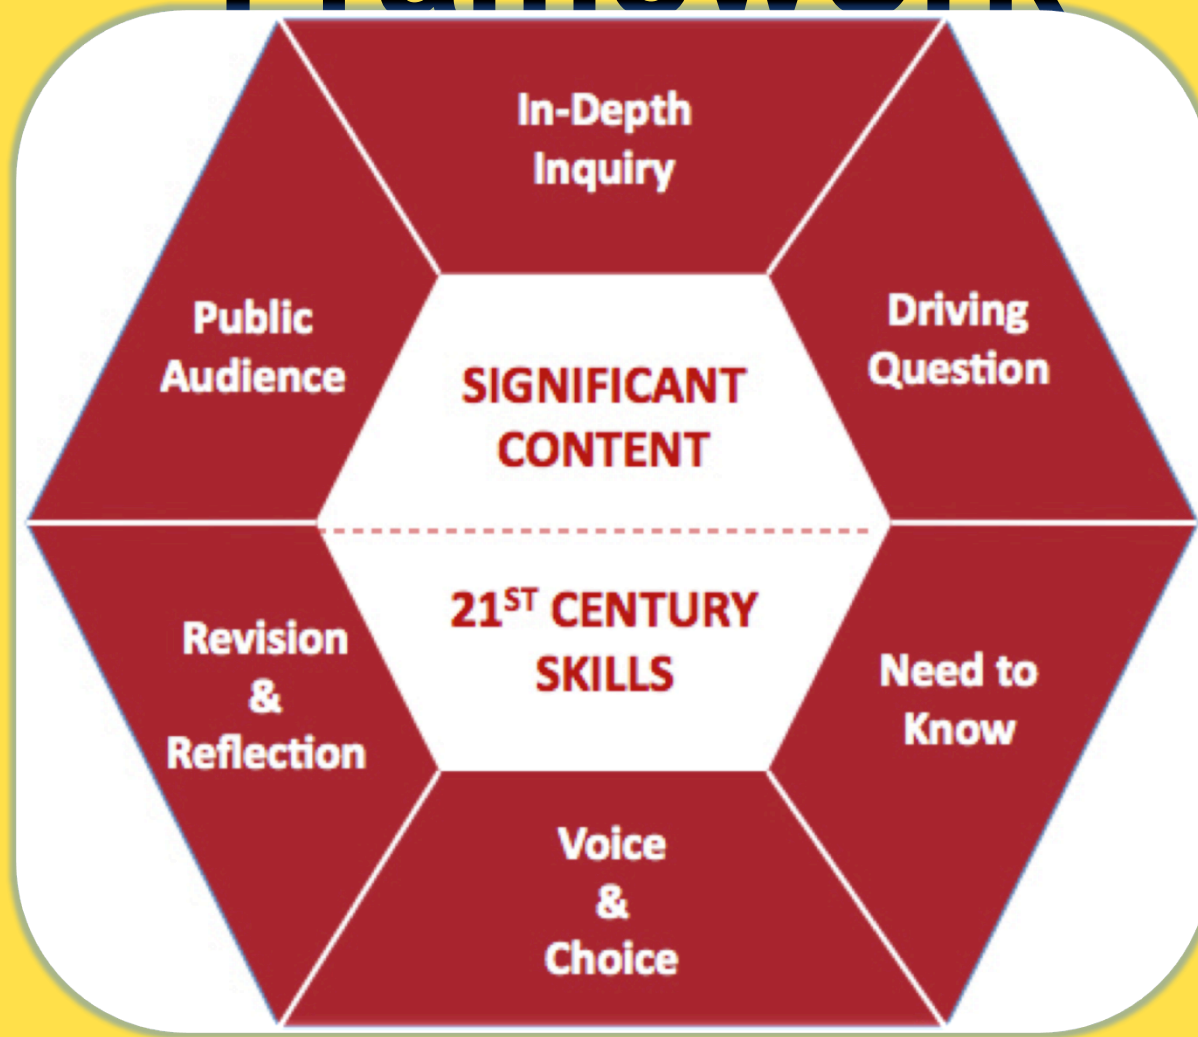 Framework
In-Depth
Inquiry
Driving
Question
Public
Audience
SIGNIFICANT
CONTENT
21ST CENTURY
SKILLS
Need to
Know
Revision
&
Reflection
Voice
&
Choice